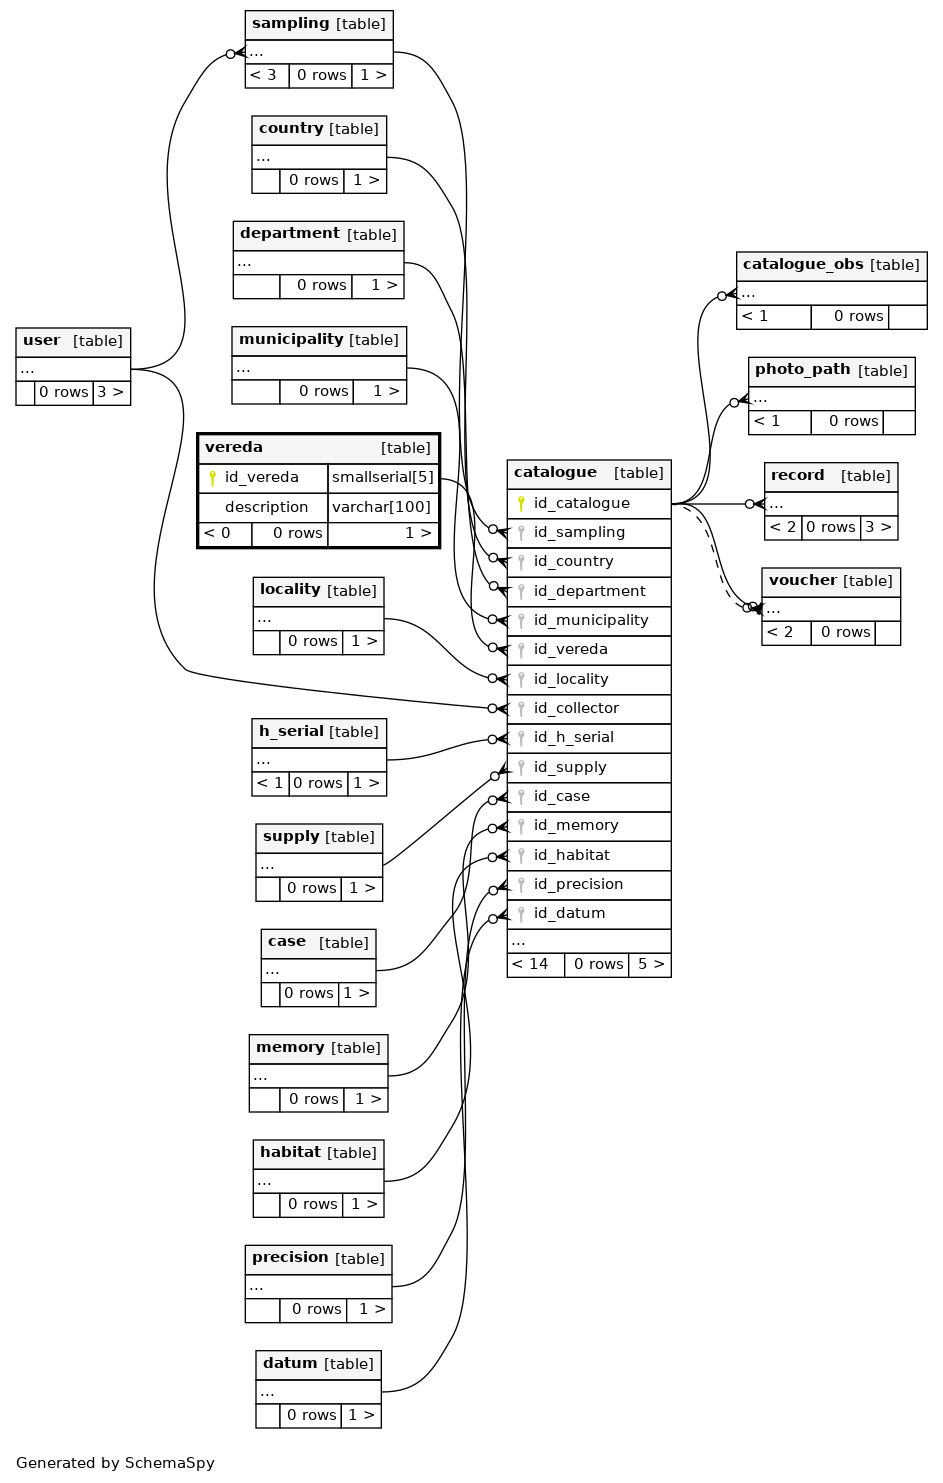 sampling [table]
...
< 3 0 rows 1 >
country [table]
...
0 rows 1 >
department [table]
...
0 rows 1 >
user [table]
...
0 rows 3 >
municipality [table]
...
0 rows 1 >
vereda [table]
id_vereda smallserial[5]
description varchar[100]
< 0 0 rows 1 >
locality [table]
...
0 rows 1 >
h_serial [table]
...
< 1 0 rows 1 >
supply [table]
...
0 rows 1 >
case [table]
...
0 rows 1 >
memory [table]
...
0 rows 1 >
habitat [table]
...
0 rows 1 >
precision [table]
...
0 rows 1 >
datum [table]
...
0 rows 1 >
catalogue [table]
id_catalogue
id_sampling
id_country
id_department
id_municipality
id_vereda
id_locality
id_collector
id_h_serial
id_supply
id_case
id_memory
id_habitat
id_precision
id_datum
...
< 14 0 rows 5 >
catalogue_obs [table]
...
< 1 0 rows
photo_path [table]
...
< 1 0 rows
record [table]
...
< 2 0 rows 3 >
voucher [table]
...
< 2 0 rows
Generated by SchemaSpy